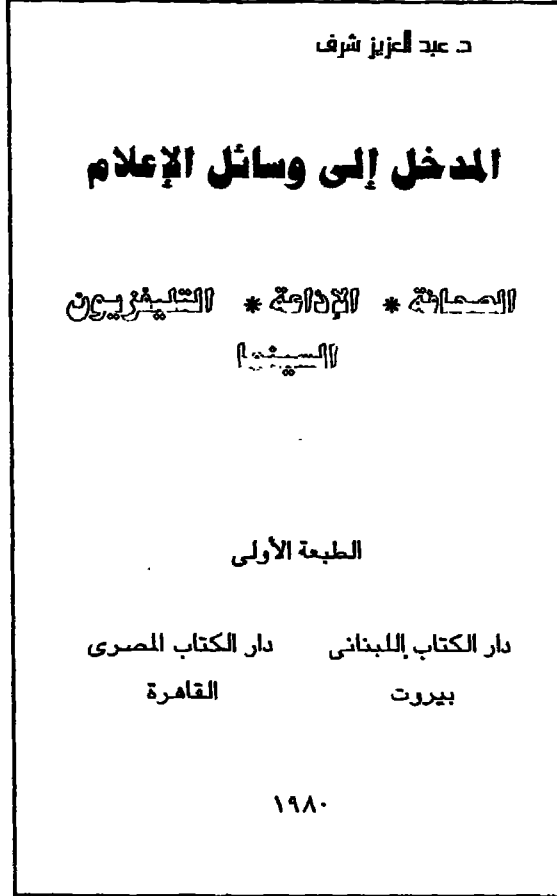 د. عبد العزيز شرف
المدخل إلى وسائل الإعلام
الصحافة * الإذاعة * التليفزيون
السينما
الطبعة الأولى
دار الكتاب اللبنانى دار الكتاب المصرى
بيروت القاهرة
١٩٨٠